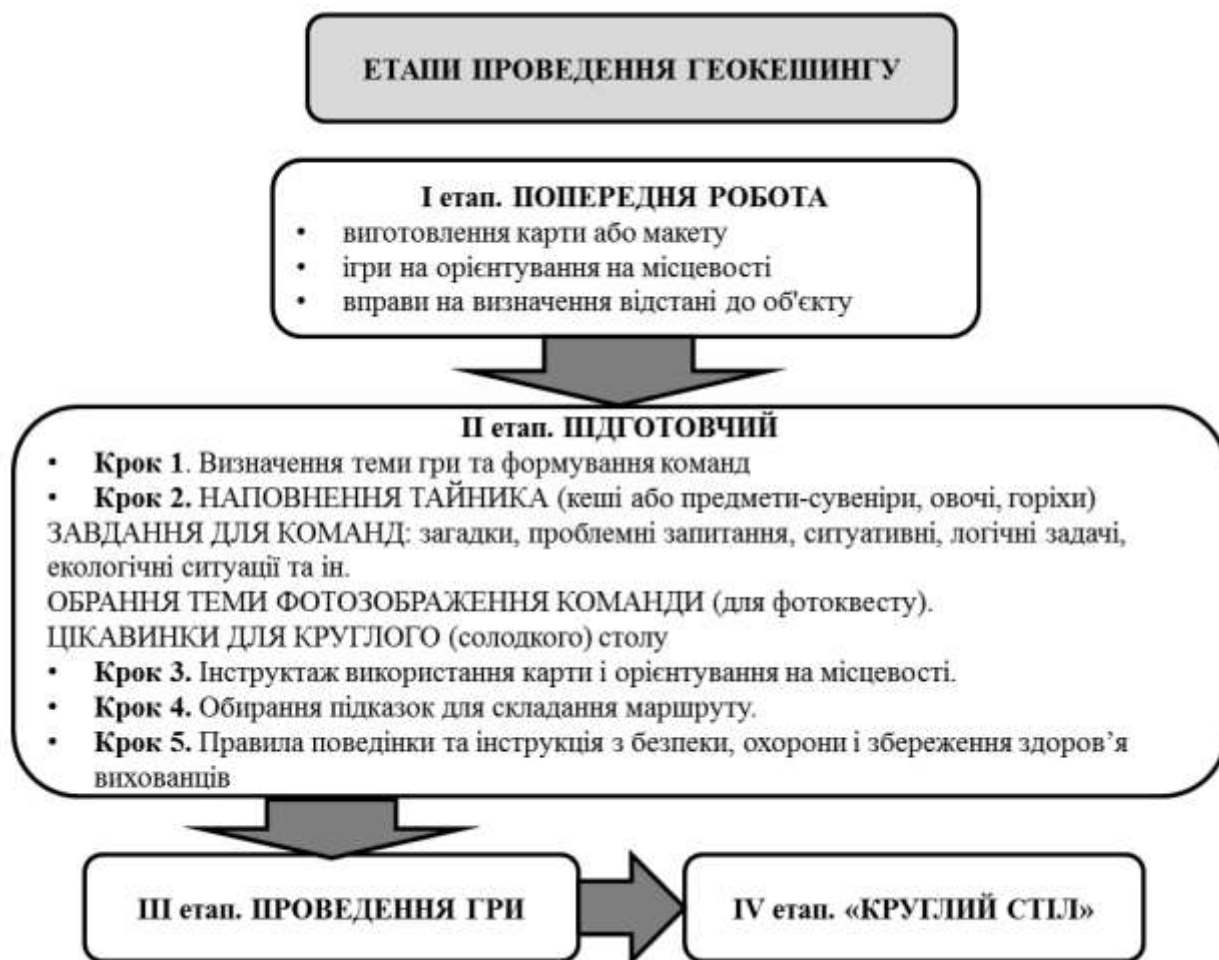 ЕТАПИ ПРОВЕДЕННЯ ГЕОКЕШИНГУ
І етап. ПОПЕРЕДНЯ РОБОТА
• виготовлення карти або макету
• ігри на орієнтування на місцевості
• вправи на визначення відстані до об'єкту
ІІ етап. ПІДГОТОВЧИЙ
• Крок 1. Визначення теми гри та формування команд
• Крок 2. НАПОВНЕННЯ ТАЙНИКА (кеші або предмети-сувеніри, овочі, горіхи)
ЗАВДАННЯ ДЛЯ КОМАНД: загадки, проблемні запитання, ситуативні, логічні задачі,
екологічні ситуації та ін.
ОБРАННЯ ТЕМИ ФОТОЗОБРАЖЕННЯ КОМАНДИ (для фотоквесту).
ЦІКАВИНКИ ДЛЯ КРУГЛОГО (солодкого) столу
• Крок 3. Інструктаж використання карти і орієнтування на місцевості.
• Крок 4. Обирання підказок для складання маршруту.
• Крок 5. Правила поведінки та інструкція з безпеки, охорони і збереження здоров’я
вихованців
ІІІ етап. ПРОВЕДЕННЯ ГРИ
IV етап. «КРУГЛИЙ СТІЛ»